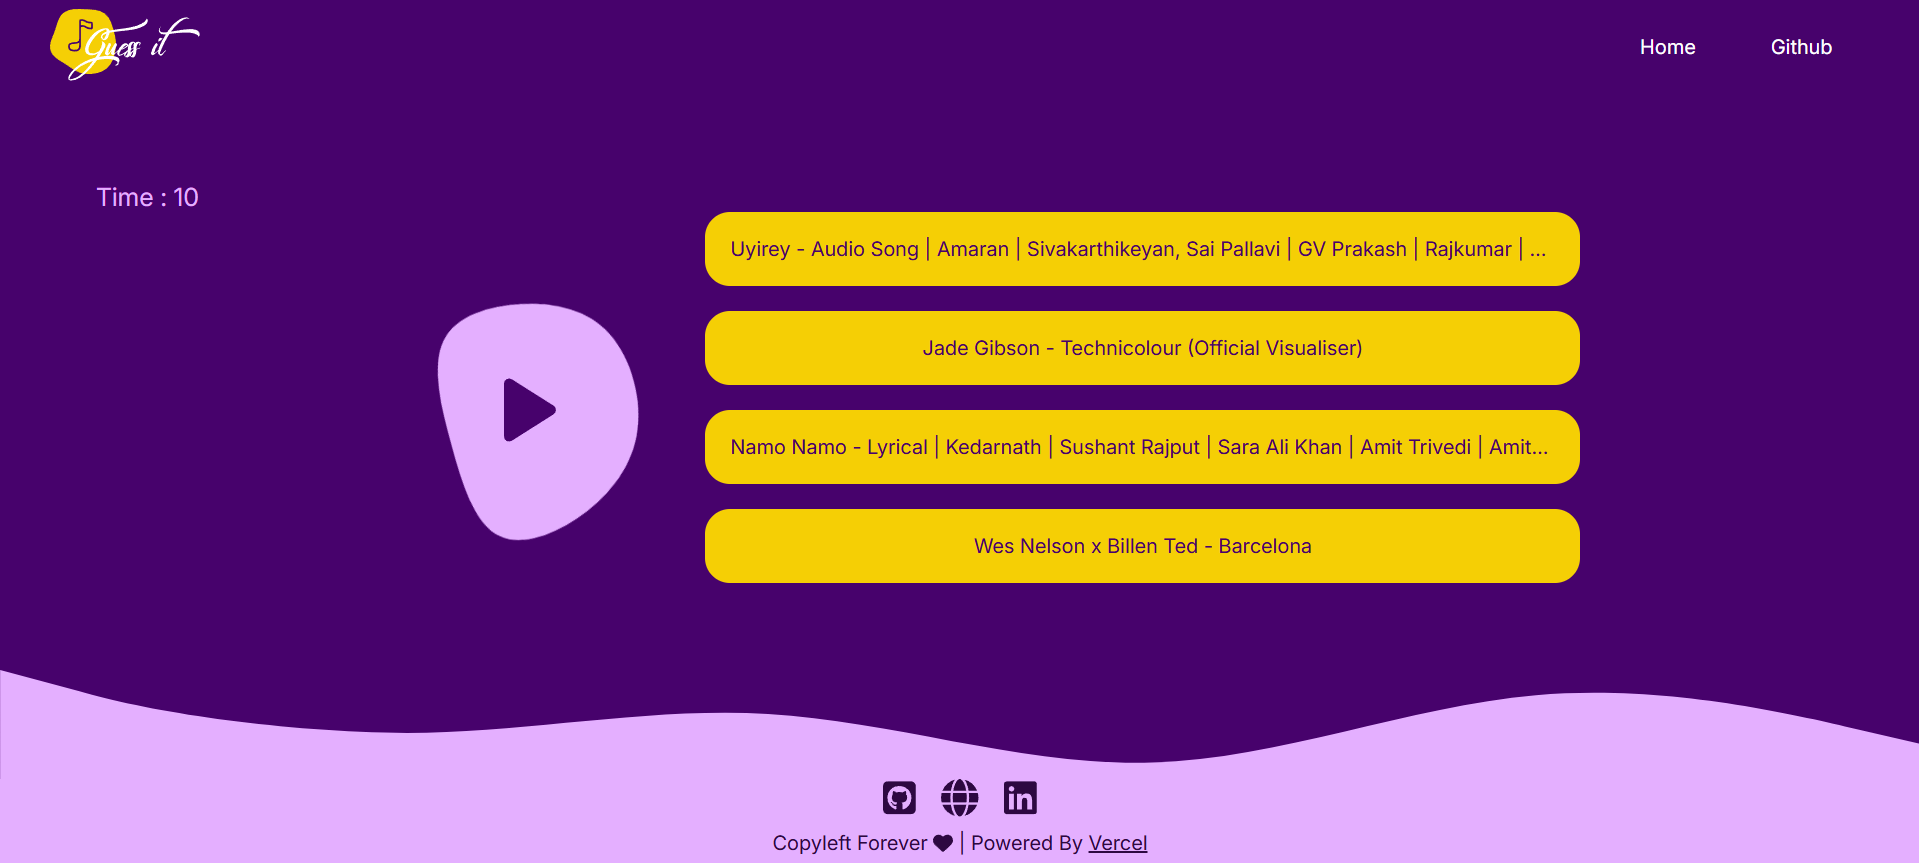 Guess it
Home
Github
Time : 10
Uyirey - Audio Song | Amaran | Sivakarthikeyan, Sai Pallavi | GV Prakash | Rajkumar | ...
Jade Gibson - Technicolour (Official Visualiser)
Namo Namo - Lyrical | Kedarnath | Sushant Rajput | Sara Ali Khan | Amit Trivedi | Amit...
Wes Nelson x Billen Ted - Barcelona
in
Copyleft Forever ♥ | Powered By Vercel